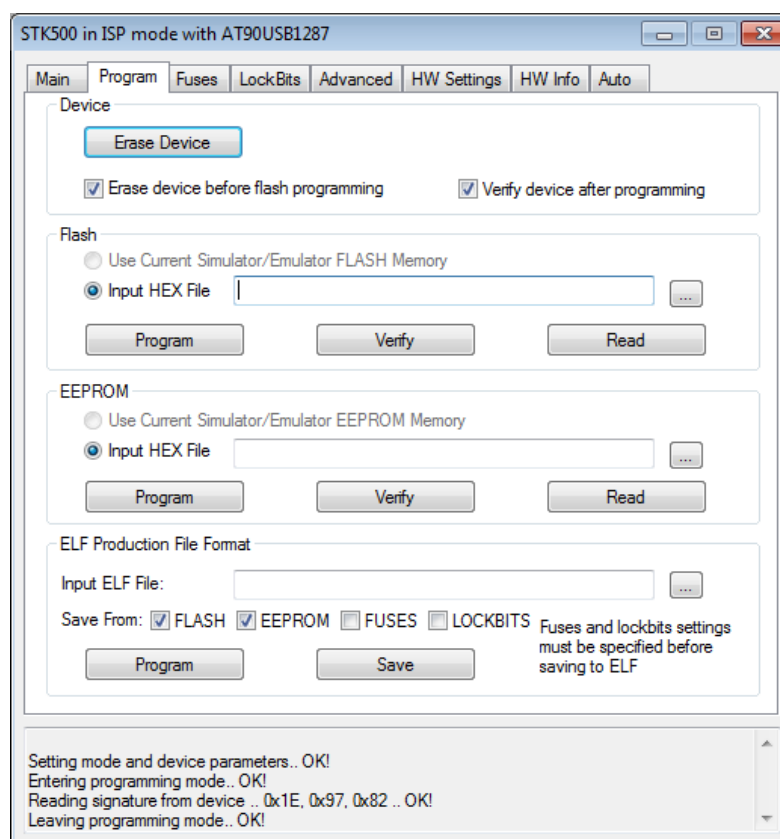 STK500 in ISP mode with AT90USB1287
Main Program Fuses LockBits Advanced HW Settings HW Info Auto
Device
Erase Device
Erase device before flash programming Verify device after programming
Flash
Use Current Simulator/Emulator FLASH Memory
Input HEX File ...
Program Verify Read
EEPROM
Use Current Simulator/Emulator EEPROM Memory
Input HEX File ...
Program Verify Read
ELF Production File Format
Input ELF File: ...
Save From: FLASH EEPROM FUSES LOCKBITS Fuses and lockbits settings
must be specified before
Program Save saving to ELF
Setting mode and device parameters.. OK!
Entering programming mode.. OK!
Reading signature from device .. 0x1E, 0x97, 0x82 .. OK!
Leaving programming mode.. OK!